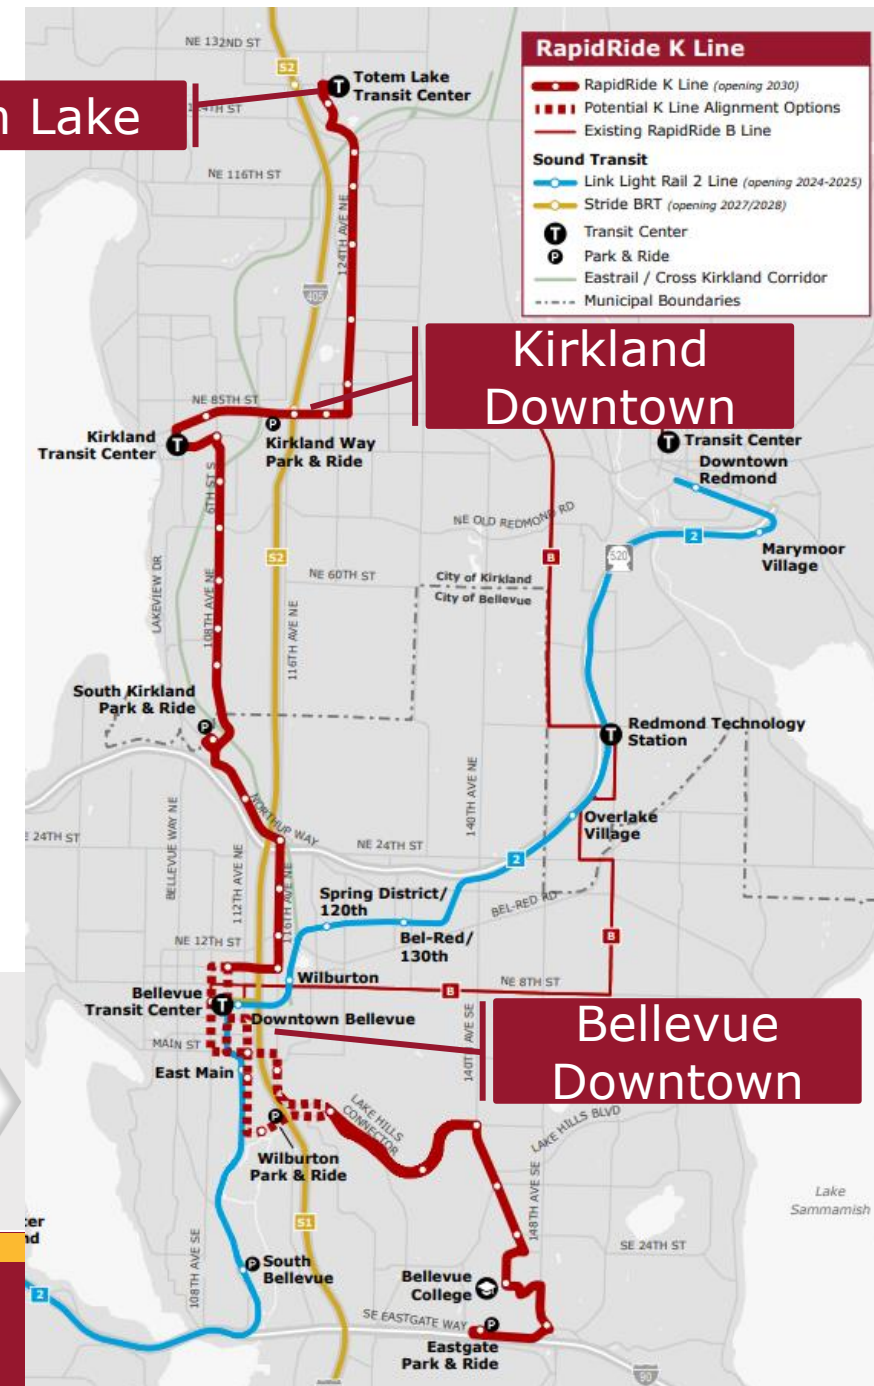 NE 132ND ST
S2
Totem Lake
Transit Center
T
Lake
ST
NE 116TH ST
124TH AVE NE
405
RapidRide K Line
RapidRide K Line (opening 2030)
Potential K Line Alignment Options
Existing RapidRide B Line
Sound Transit
Link Light Rail 2 Line (opening 2024-2025)
Stride BRT (opening 2027/2028)
T Transit Center
P Park & Ride
Eastrail / Cross Kirkland Corridor
Municipal Boundaries
Kirkland
Downtown
NE 85TH ST
Kirkland
Transit Center
T
P
Kirkland Way
Park & Ride
T
Transit Center
Downtown
Redmond
6TH ST S
NE OLD REDMOND RD
2
Marymoor
Village
S2
B
520
LAKEVIEW DR
108TH AVE NE
NE 60TH ST
City of Kirkland
City of Bellevue
116TH AVE NE
South Kirkland
Park & Ride
P
T
Redmond Technology
Station
140TH AVE NE
BELLEVUE WAY NE
NORTHUP WAY
Overlake
Village
E 24TH ST
NE 24TH ST
2
112TH AVE NE
116TH AVE NE
Spring District/
120th
BEL-RED RD
Bel-Red/
130th
B
NE 12TH ST
Wilburton
NE 8TH ST
B
Bellevue
Transit Center
T
Downtown Bellevue
Bellevue
Downtown
MAIN ST
140TH AVE SE
East Main
LAKE HILLS
CONNECTOR
LAKE HILLS BLVD
P
Wilburton
Park & Ride
148TH AVE SE
Lake
Sammamish
S1
SE 24TH ST
108TH AVE SE
P
South
Bellevue
Bellevue
College
2
SE EASTGATE WAY
P
Eastgate
Park & Ride
90